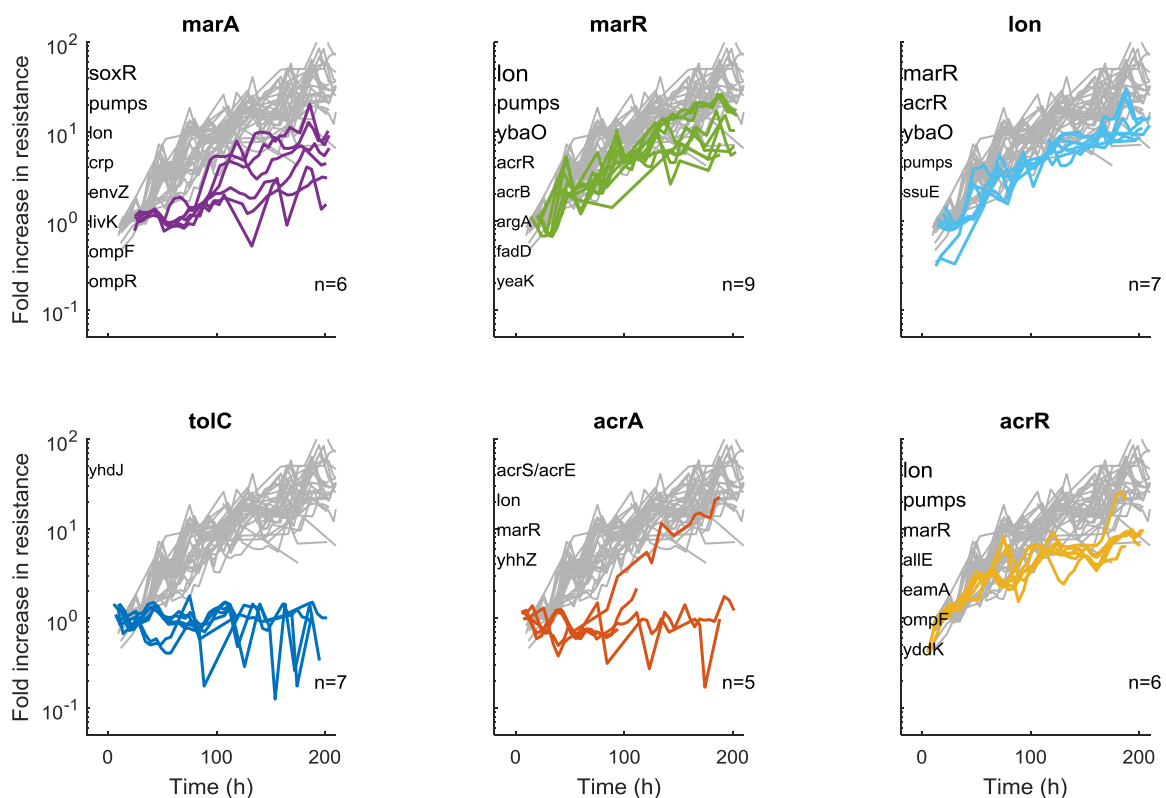 marA
10^2
10^1
10^0
10^-1
Fold increase in resistance
soxR
pumps
lon
crp
envZ
livK
ompF
ompR
n=6
marR
lon
pumps
ybaO
acrR
acrB
argA
fadD
yeaK
n=9
lon
marR
acrR
ybaO
pumps
ssuE
n=7
tolC
10^2
10^1
10^0
10^-1
Fold increase in resistance
yhdJ
n=7
0 100 200
Time (h)
acrA
acrS/acrE
lon
marR
yhhZ
n=5
0 100 200
Time (h)
acrR
lon
pumps
marR
allE
eamA
ompF
yddK
n=6
0 100 200
Time (h)